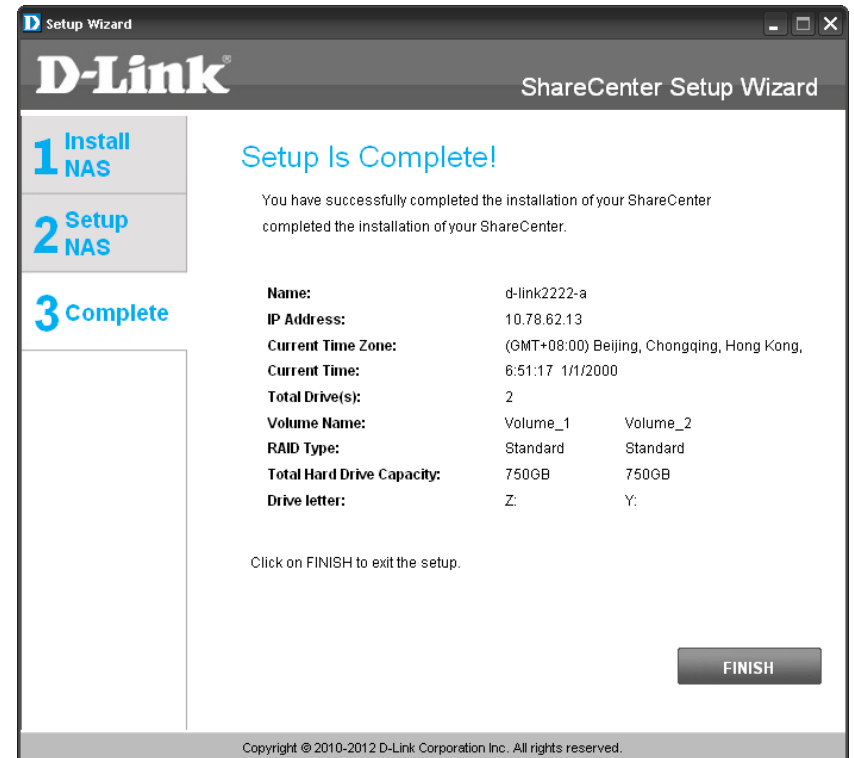 Setup Wizard
D-Link®
ShareCenter Setup Wizard
1 Install NAS
2 Setup NAS
3 Complete
Setup Is Complete!
You have successfully completed the installation of your ShareCenter
completed the installation of your ShareCenter.
Name: d-link2222-a
IP Address: 10.78.62.13
Current Time Zone: (GMT+08:00) Beijing, Chongqing, Hong Kong,
Current Time: 6:51:17 1/1/2000
Total Drive(s): 2
Volume Name: Volume_1 Volume_2
RAID Type: Standard Standard
Total Hard Drive Capacity: 750GB 750GB
Drive letter: Z: Y:
Click on FINISH to exit the setup.
FINISH
Copyright © 2010-2012 D-Link Corporation Inc. All rights reserved.